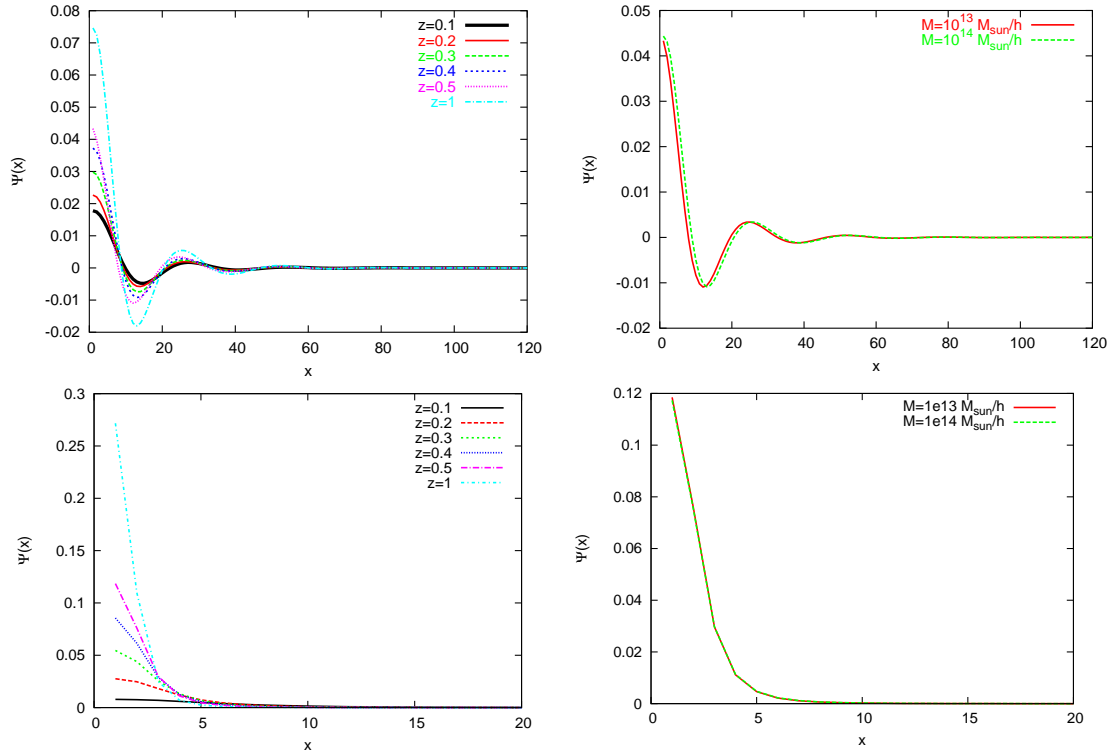 0.08
0.07
0.06
0.05
0.04
0.03
0.02
0.01
0
-0.01
-0.02
Ψ(x)
z=0.1
z=0.2
z=0.3
z=0.4
z=0.5
z=1
0 20 40 60 80 100 120
x
0.05
0.04
0.03
0.02
0.01
0
-0.01
-0.02
Ψ(x)
M=10^13 M_sun/h
M=10^14 M_sun/h
0 20 40 60 80 100 120
x
0.3
0.25
0.2
0.15
0.1
0.05
0
Ψ(x)
z=0.1
z=0.2
z=0.3
z=0.4
z=0.5
z=1
0 5 10 15 20
x
0.12
0.1
0.08
0.06
0.04
0.02
0
Ψ(x)
M=1e13 M_sun/h
M=1e14 M_sun/h
0 5 10 15 20
x